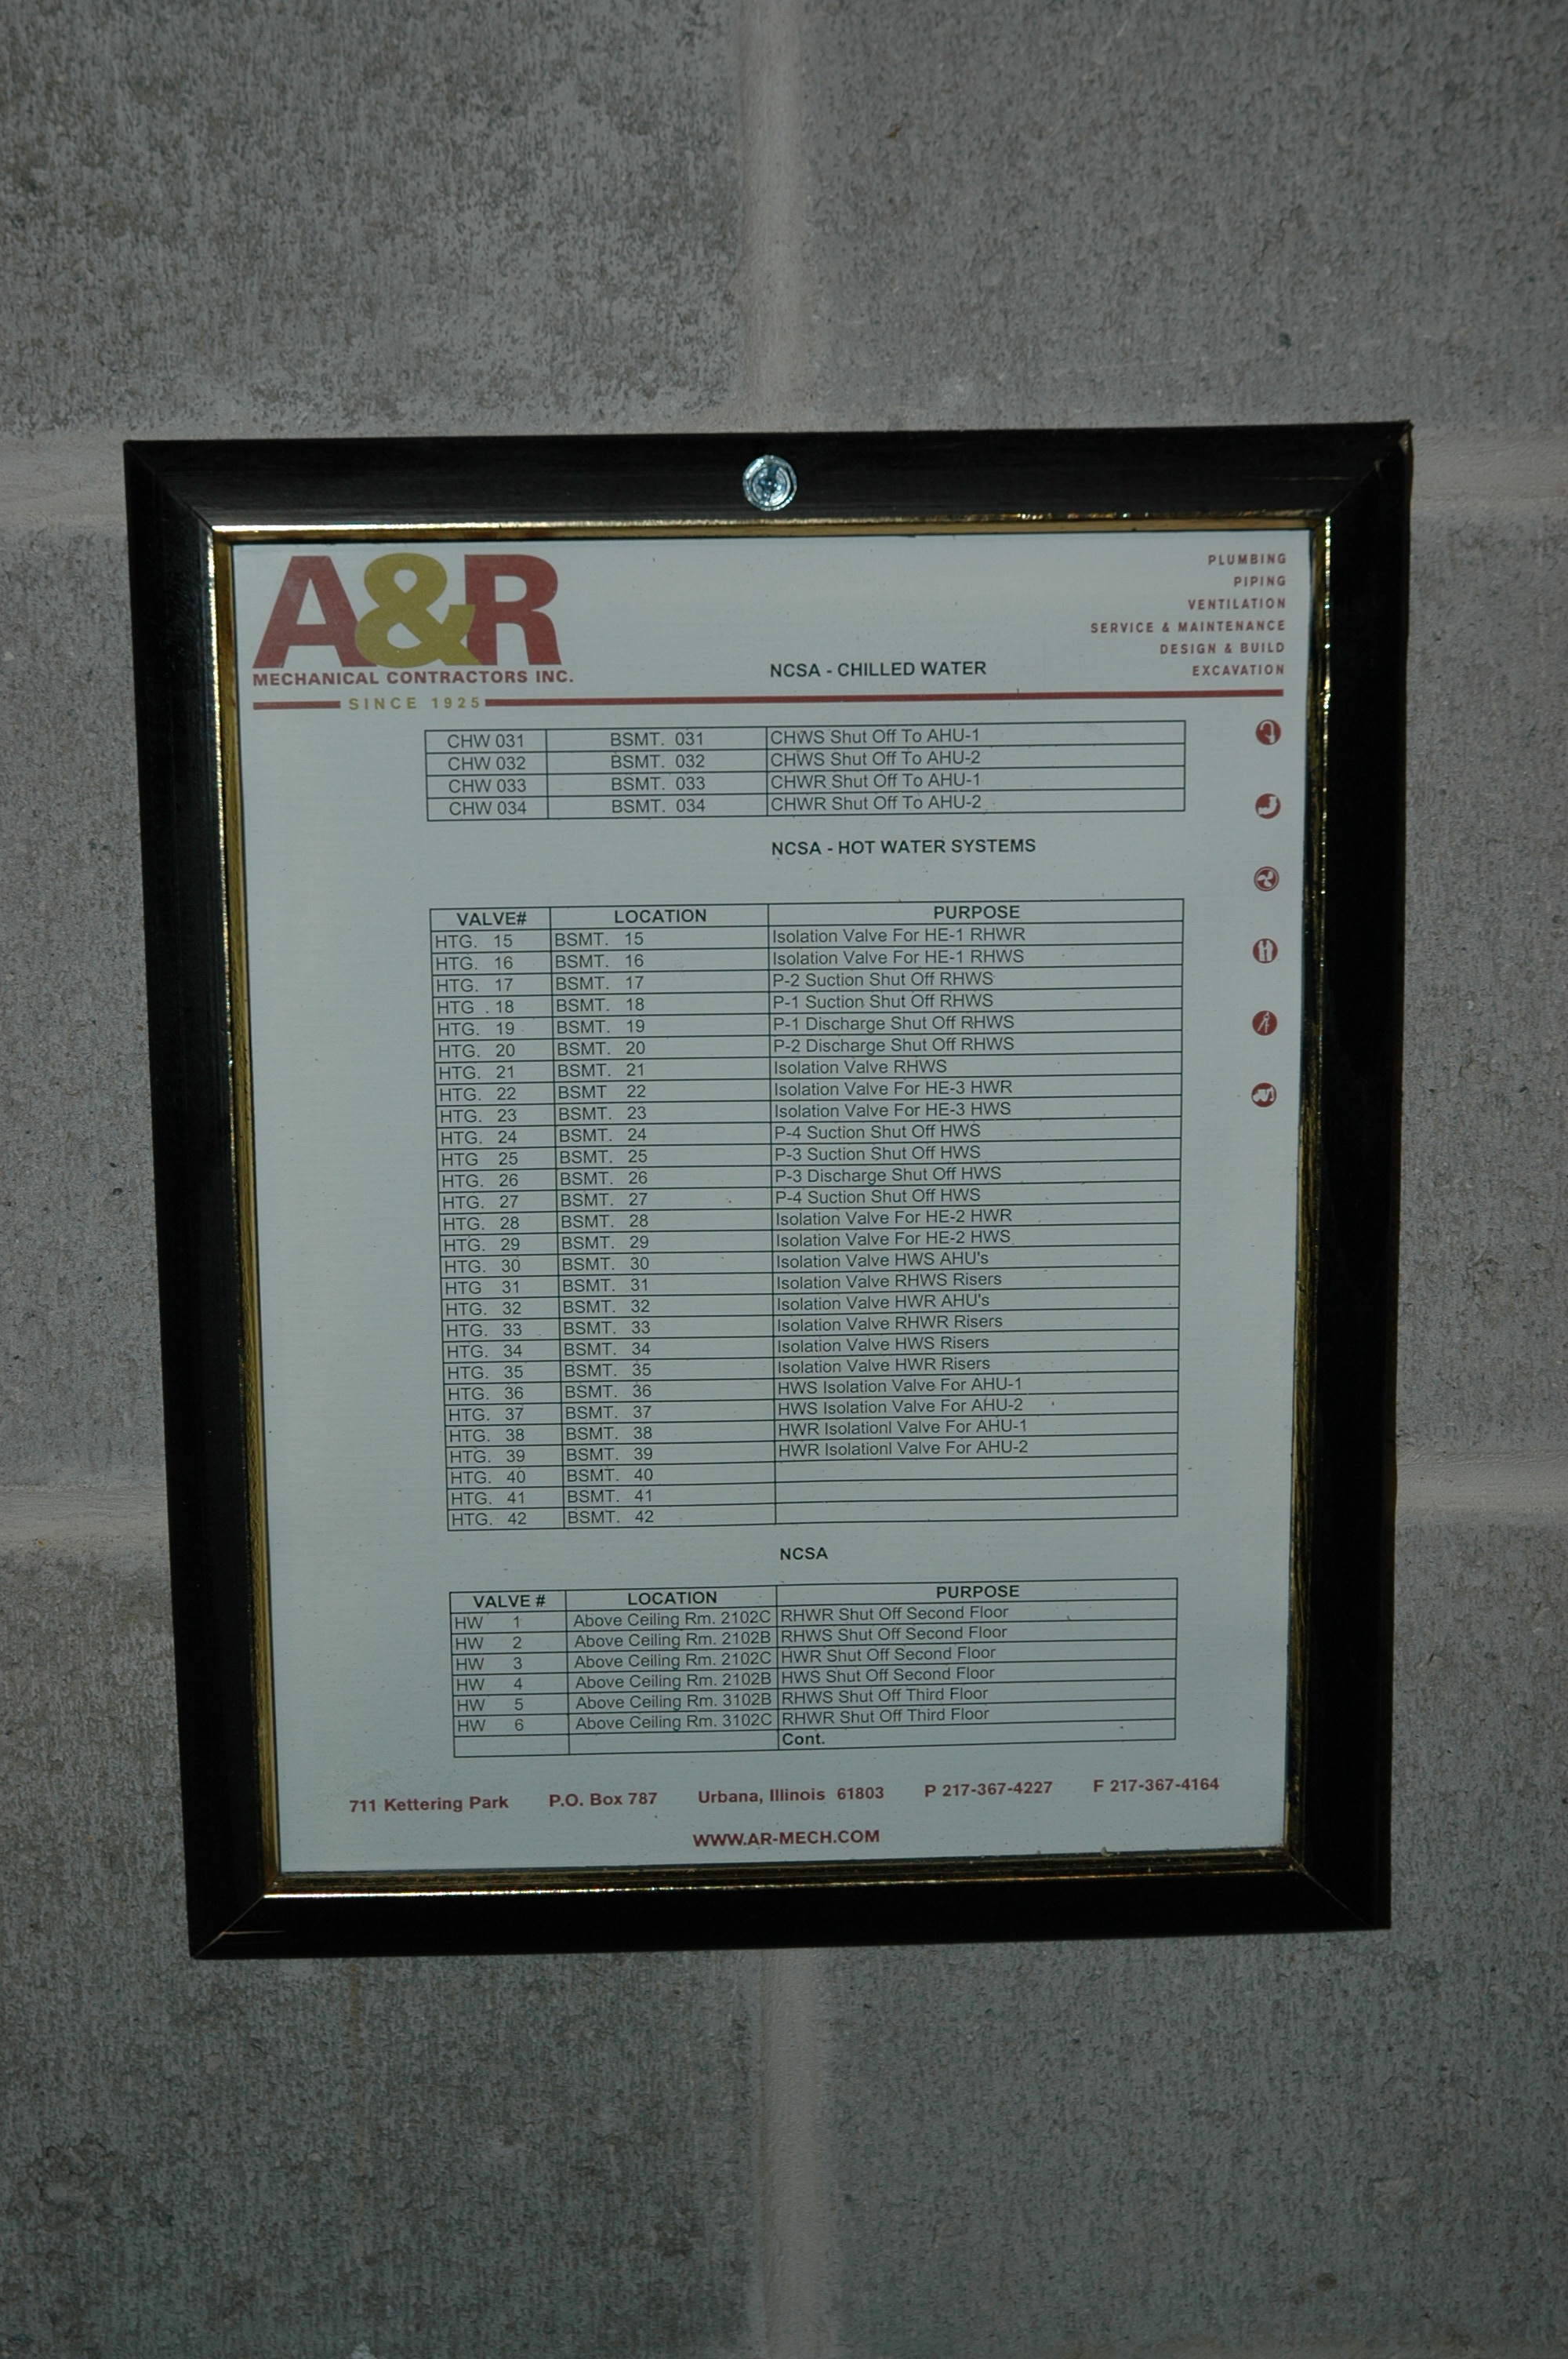 A&R
MECHANICAL CONTRACTORS INC.
SINCE 1925
PLUMBING
PIPING
VENTILATION
SERVICE & MAINTENANCE
DESIGN & BUILD
EXCAVATION
NCSA - CHILLED WATER
CHW 031 BSMT. 031 CHWS Shut Off To AHU-1
CHW 032 BSMT. 032 CHWS Shut Off To AHU-2
CHW 033 BSMT. 033 CHWR Shut Off To AHU-1
CHW 034 BSMT. 034 CHWR Shut Off To AHU-2
NCSA - HOT WATER SYSTEMS
VALVE# LOCATION PURPOSE
HTG. 15 BSMT. 15 Isolation Valve For HE-1 RHWR
HTG. 16 BSMT. 16 Isolation Valve For HE-1 RHWS
HTG. 17 BSMT. 17 P-2 Suction Shut Off RHWS
HTG . 18 BSMT. 18 P-1 Suction Shut Off RHWS
HTG. 19 BSMT. 19 P-1 Discharge Shut Off RHWS
HTG. 20 BSMT. 20 P-2 Discharge Shut Off RHWS
HTG. 21 BSMT. 21 Isolation Valve RHWS
HTG. 22 BSMT 22 Isolation Valve For HE-3 HWR
HTG. 23 BSMT. 23 Isolation Valve For HE-3 HWS
HTG. 24 BSMT. 24 P-4 Suction Shut Off HWS
HTG 25 BSMT. 25 P-3 Suction Shut Off HWS
HTG. 26 BSMT. 26 P-3 Discharge Shut Off HWS
HTG. 27 BSMT. 27 P-4 Suction Shut Off HWS
HTG. 28 BSMT. 28 Isolation Valve For HE-2 HWR
HTG. 29 BSMT. 29 Isolation Valve For HE-2 HWS
HTG. 30 BSMT. 30 Isolation Valve HWS AHU's
HTG 31 BSMT. 31 Isolation Valve RHWS Risers
HTG. 32 BSMT. 32 Isolation Valve HWR AHU's
HTG. 33 BSMT. 33 Isolation Valve RHWR Risers
HTG. 34 BSMT. 34 Isolation Valve HWS Risers
HTG. 35 BSMT. 35 Isolation Valve HWR Risers
HTG. 36 BSMT. 36 HWS Isolation Valve For AHU-1
HTG. 37 BSMT. 37 HWS Isolation Valve For AHU-2
HTG. 38 BSMT. 38 HWR Isolationl Valve For AHU-1
HTG. 39 BSMT. 39 HWR Isolationl Valve For AHU-2
HTG. 40 BSMT. 40
HTG. 41 BSMT. 41
HTG. 42 BSMT. 42
NCSA
VALVE # LOCATION PURPOSE
HW 1 Above Ceiling Rm. 2102C RHWR Shut Off Second Floor
HW 2 Above Ceiling Rm. 2102B RHWS Shut Off Second Floor
HW 3 Above Ceiling Rm. 2102C HWR Shut Off Second Floor
HW 4 Above Ceiling Rm. 2102B HWS Shut Off Second Floor
HW 5 Above Ceiling Rm. 3102B RHWS Shut Off Third Floor
HW 6 Above Ceiling Rm. 3102C RHWR Shut Off Third Floor
Cont.
711 Kettering Park P.O. Box 787 Urbana, Illinois 61803 P 217-367-4227 F 217-367-4164
WWW.AR-MECH.COM